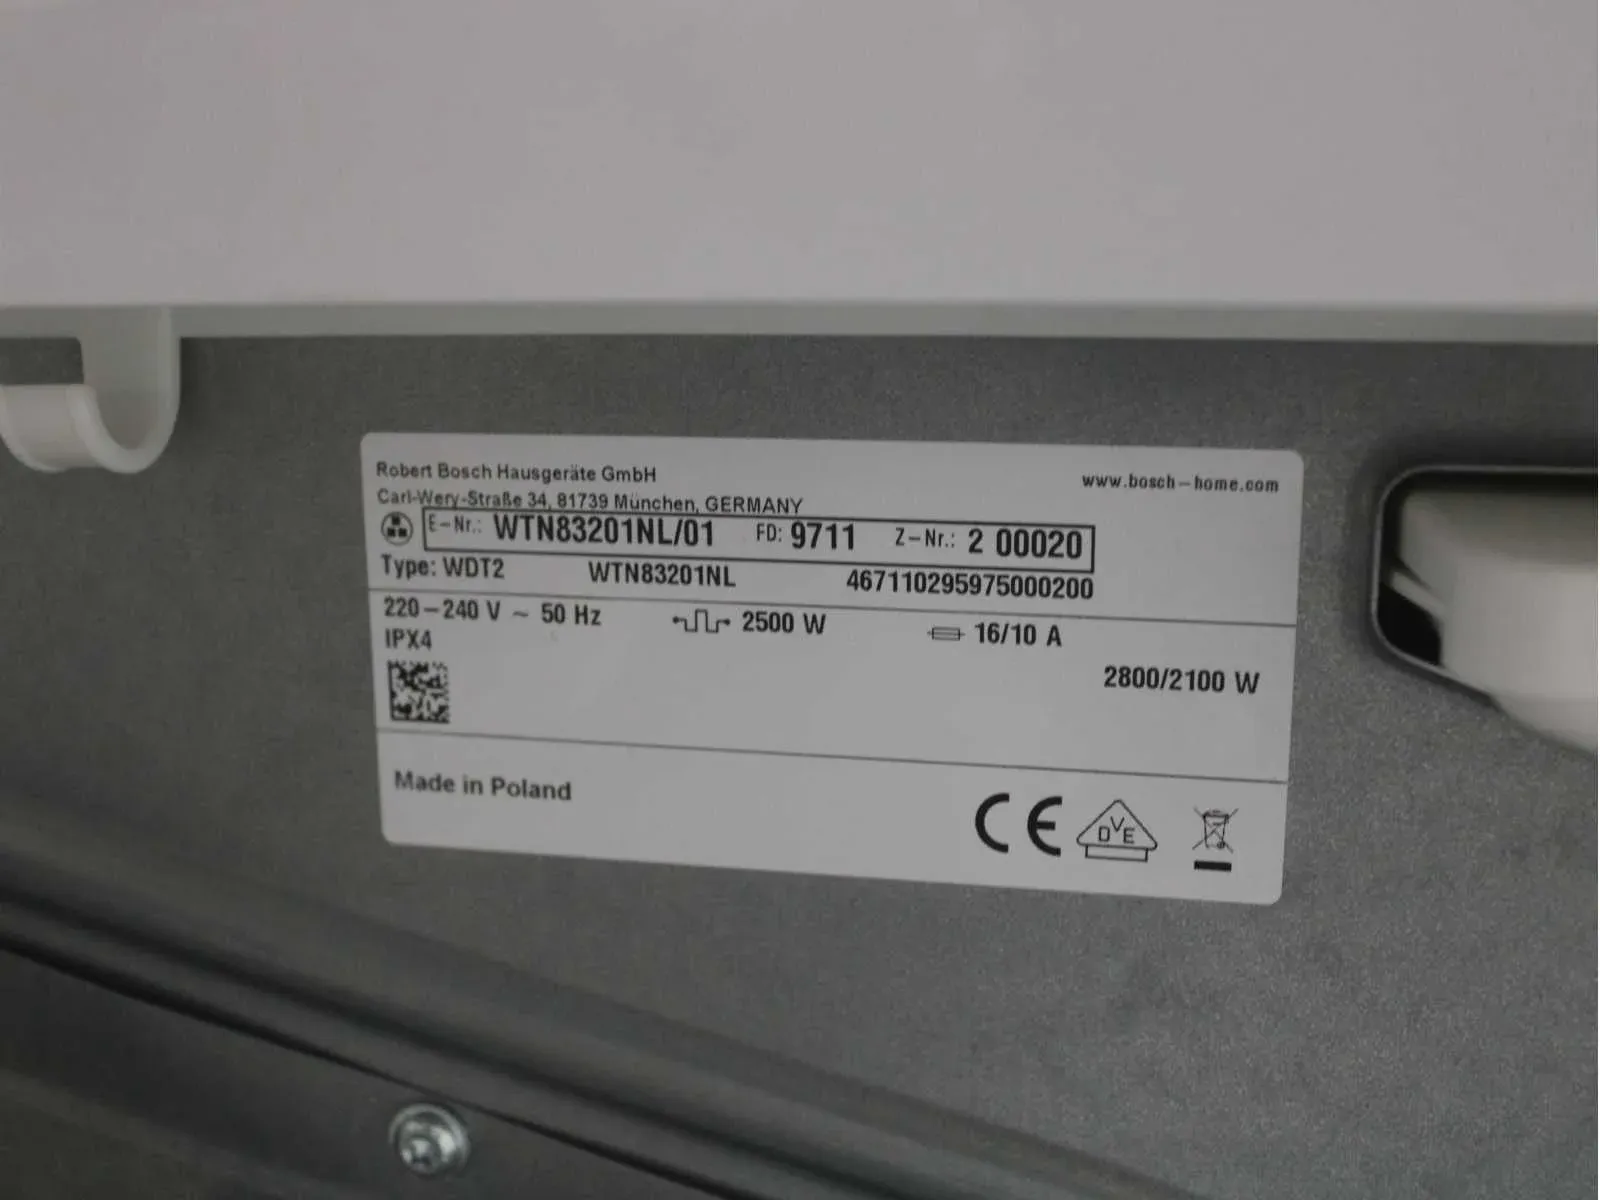 Robert Bosch Hausgeräte GmbH
www.bosch-home.com
Carl-Wery-Straße 34, 81739 München, GERMANY
E-Nr.: WTN83201NL/01 FD: 9711 Z-Nr.: 2 00020
Type: WDT2 WTN83201NL 467110295975000200
220-240 V ~ 50 Hz 2500 W 16/10 A
IPX4
2800/2100 W
Made in Poland
CE DVE